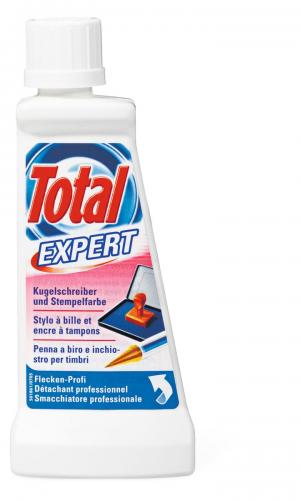 Total
EXPERT
Kugelschreiber
und Stempelfarbe
Stylo à bille et
encre à tampons
Penna a biro e inchio-
stro per timbri
Flecken-Profi
Détachant professionnel
Smacchiatore professionale